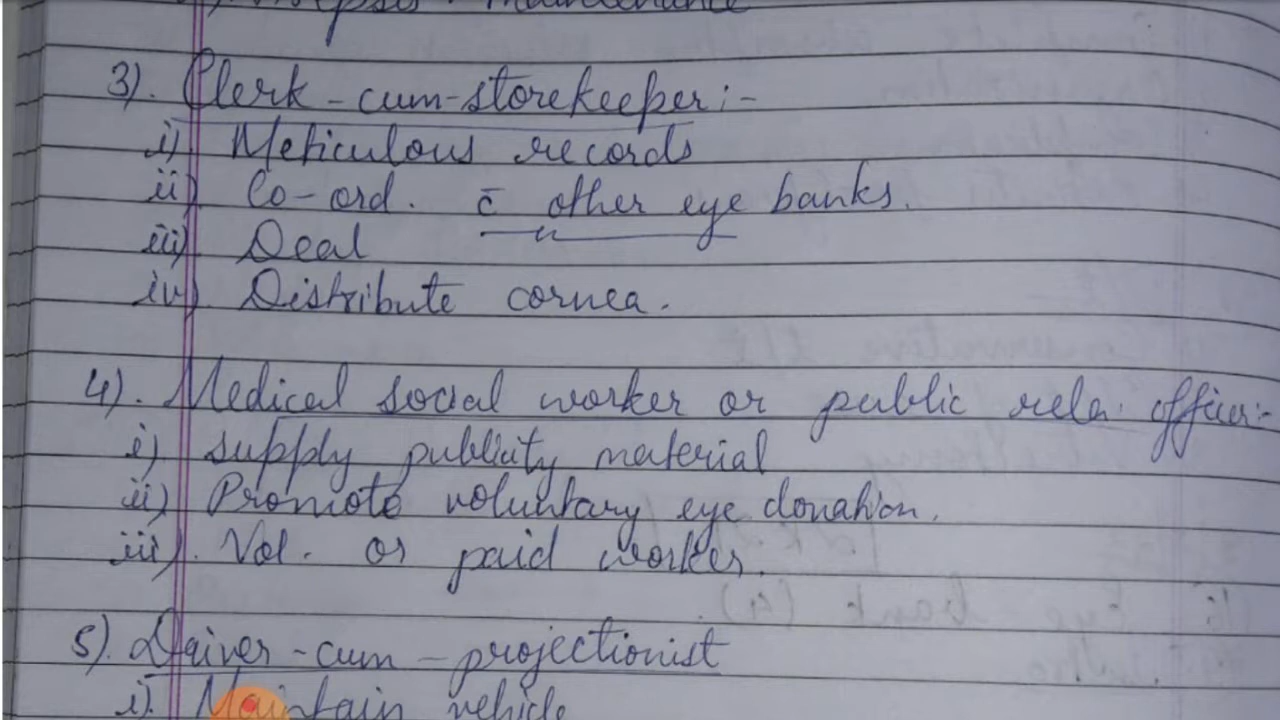 maintenance
3). Clerk-cum-storekeeper:-
i) Meticulous records
ii) Co-ord. c̄ other eye banks.
iii) Deal
iv) Distribute cornea.
4). Medical social worker or public rela. officer:-
i) supply publicity material
ii) Promote voluntary eye donation.
iii). Vol. or paid worker.
5). Driver-cum-projectionist
i). Maintain vehicle